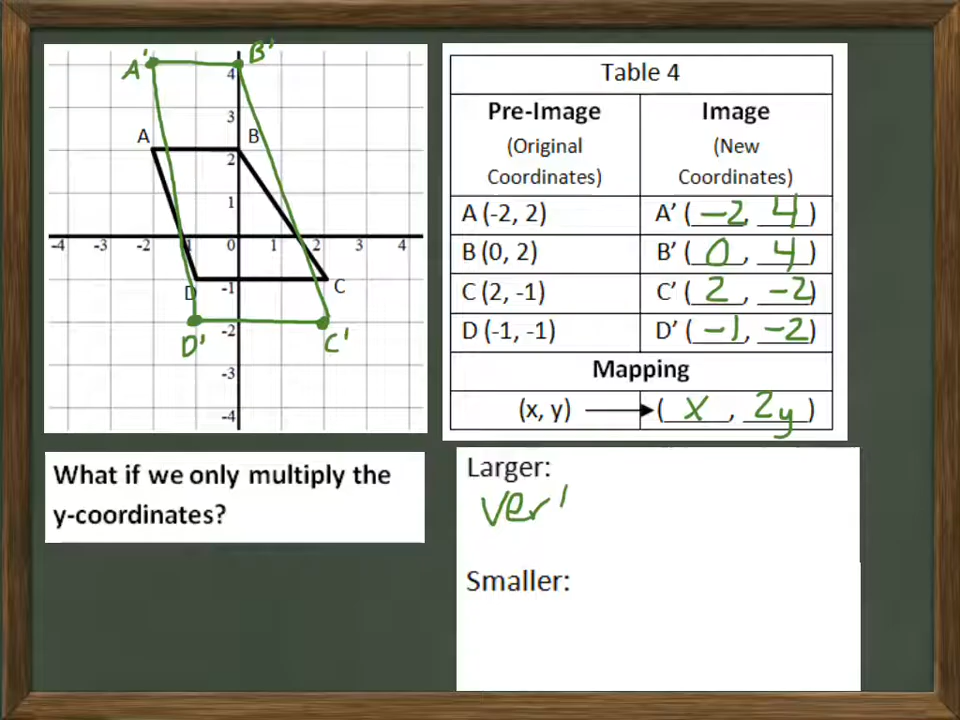 A' B'
4
3
A B
2
1
-4 -3 -2 0 1 2 3 4
D -1 C
-2
D' C'
-3
-4
Table 4
Pre-Image Image
(Original (New
Coordinates) Coordinates)
A (-2, 2) A’ (-2, 4)
B (0, 2) B’ (0, 4)
C (2, -1) C’ (2, -2)
D (-1, -1) D’ (-1, -2)
Mapping
(x, y) → (x, 2y)
What if we only multiply the
y-coordinates?
Larger:
ver
Smaller: